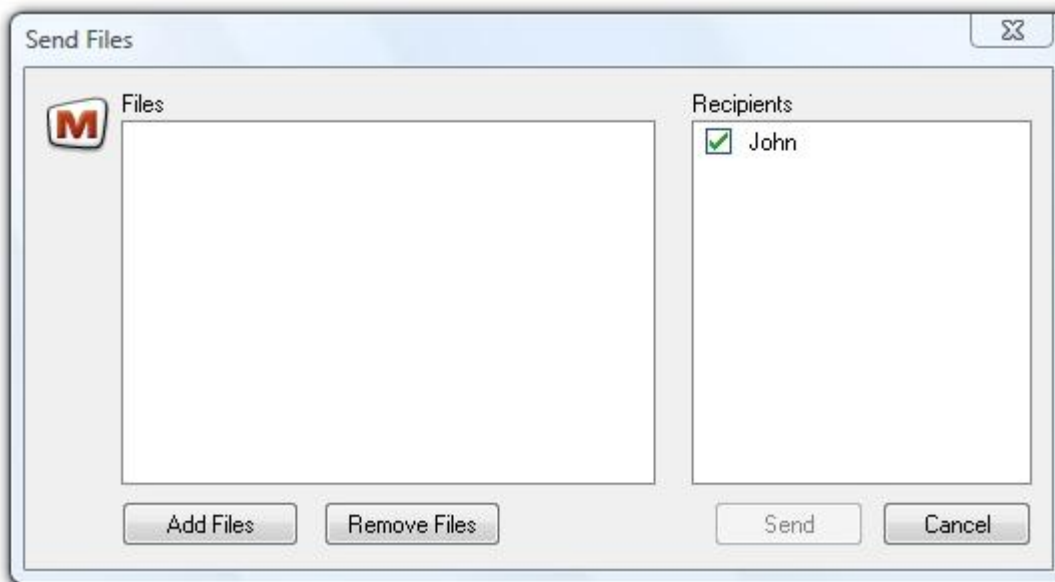 Send Files
M
Files
Recipients
John
Add Files
Remove Files
Send
Cancel